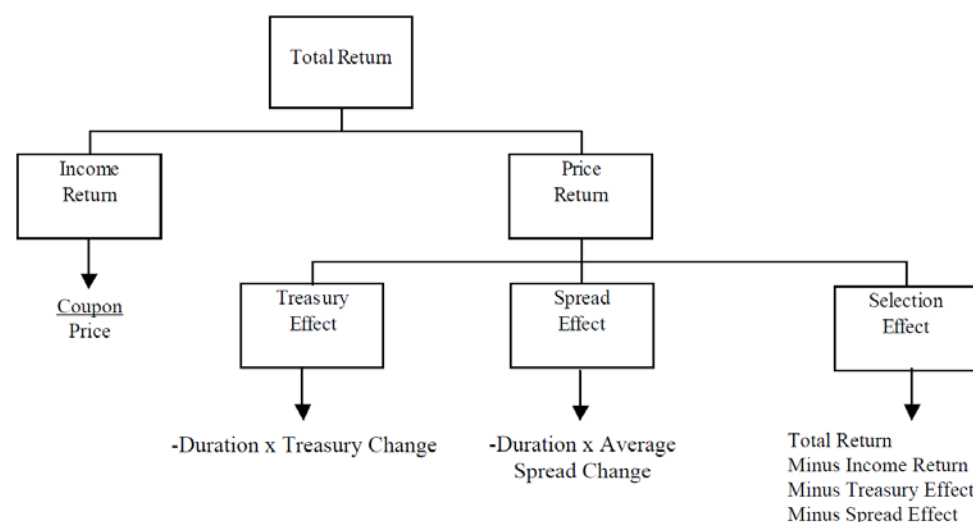 Total Return
Income
Return
Price
Return
Coupon
Price
Treasury
Effect
Spread
Effect
Selection
Effect
-Duration x Treasury Change
-Duration x Average
Spread Change
Total Return
Minus Income Return
Minus Treasury Effect
Minus Spread Effect